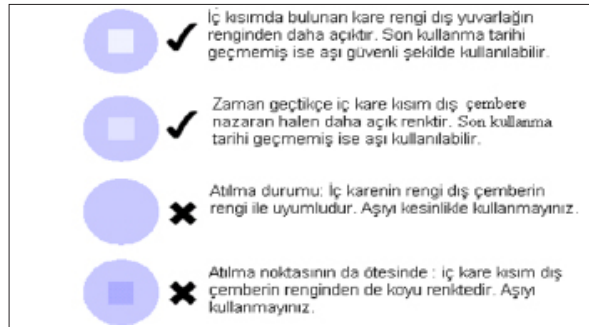 İç kısımda bulunan kare rengi dış yuvarlağın
renginden daha açıktır. Son kullanma tarihi
geçmemiş ise aşı güvenli şekilde kullanılabilir.
Zaman geçtikçe iç kare kısım dış çembere
nazaran halen daha açık renktir. Son kullanma
tarihi geçmemiş ise aşı kullanılabilir.
Atılma durumu: İç karenin rengi dış çemberin
rengi ile uyumludur. Aşıyı kesinlikle kullanmayınız.
Atılma noktasının da ötesinde : iç kare kısım dış
çemberin renginden de koyu renktedir. Aşıyı
kullanmayınız.